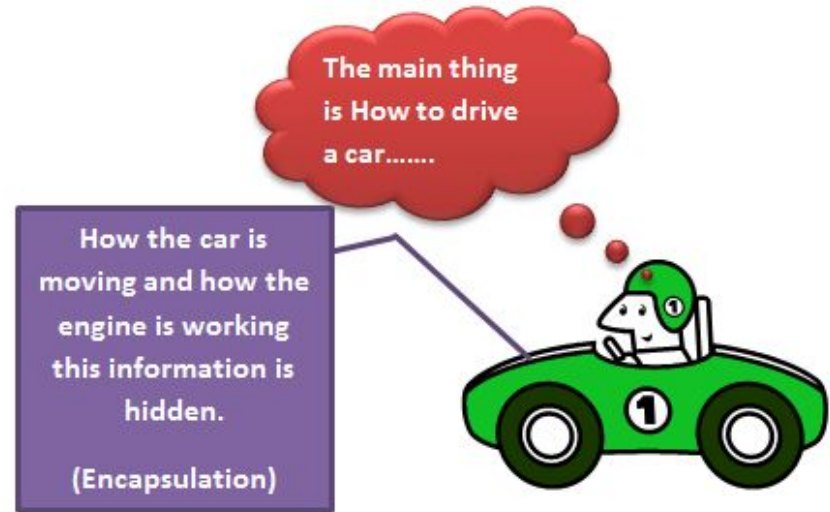 The main thing
is How to drive
a car.......
How the car is
moving and how the
engine is working
this information is
hidden.
(Encapsulation)
1
1